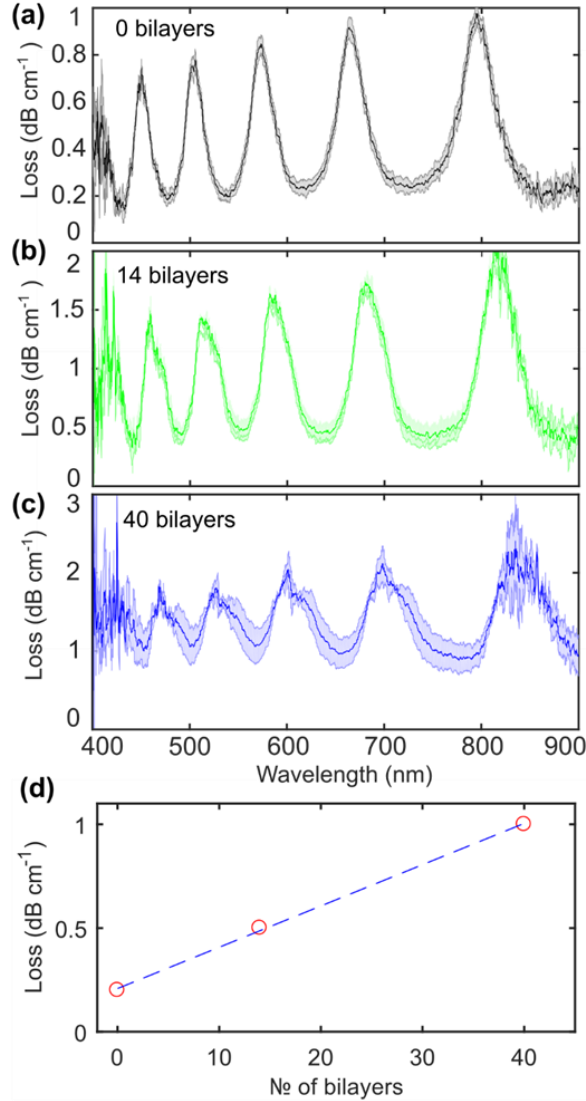 (a)
0 bilayers
Loss (dB cm⁻¹)
1
0.8
0.6
0.4
0.2
0
(b)
14 bilayers
Loss (dB cm⁻¹)
2
1.5
1
0.5
0
(c)
40 bilayers
Loss (dB cm⁻¹)
3
2
1
0
400 500 600 700 800 900
Wavelength (nm)
(d)
Loss (dB cm⁻¹)
1
0.5
0
0 10 20 30 40
№ of bilayers